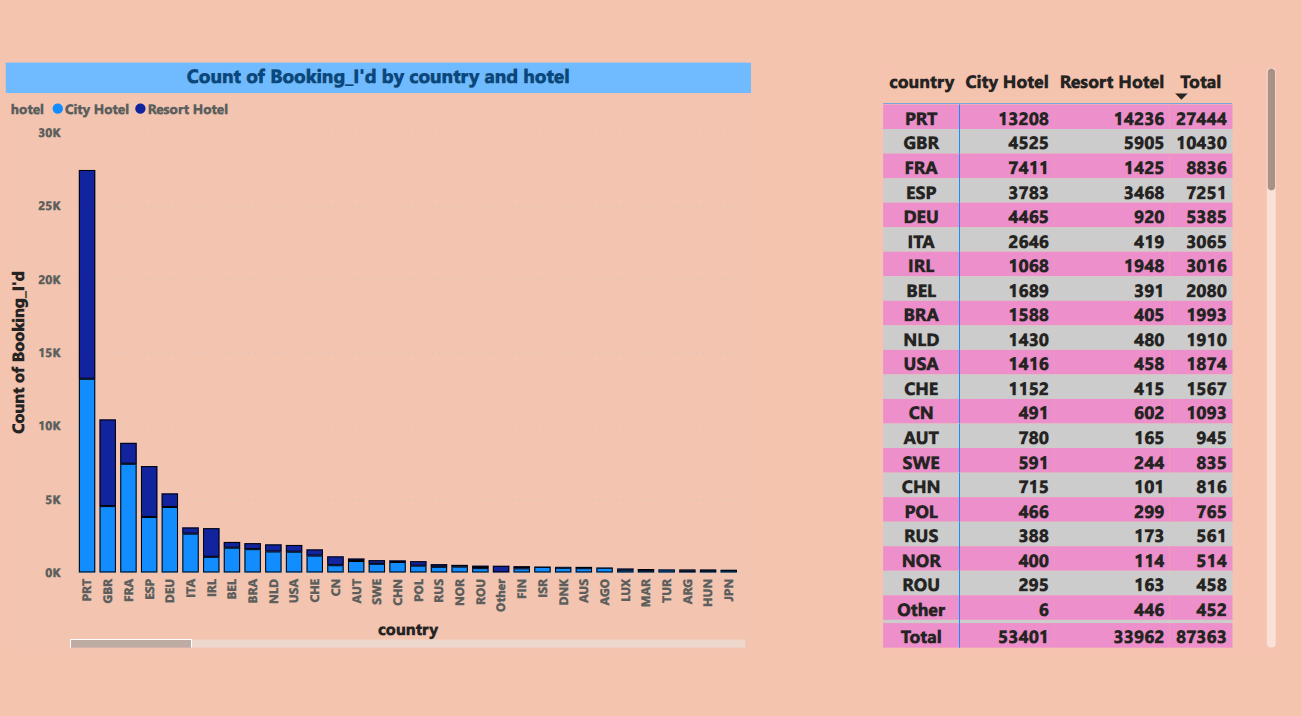 Count of Booking_I'd by country and hotel
hotel City Hotel Resort Hotel
30K
25K
20K
15K
10K
5K
0K
Count of Booking_I'd
PRT GBR FRA ESP DEU ITA IRL BEL BRA NLD USA CHE CN AUT SWE CHN POL RUS NOR ROU Other FIN ISR DNK AUS AGO LUX MAR TUR ARG HUN JPN
country
country City Hotel Resort Hotel Total
PRT 13208 14236 27444
GBR 4525 5905 10430
FRA 7411 1425 8836
ESP 3783 3468 7251
DEU 4465 920 5385
ITA 2646 419 3065
IRL 1068 1948 3016
BEL 1689 391 2080
BRA 1588 405 1993
NLD 1430 480 1910
USA 1416 458 1874
CHE 1152 415 1567
CN 491 602 1093
AUT 780 165 945
SWE 591 244 835
CHN 715 101 816
POL 466 299 765
RUS 388 173 561
NOR 400 114 514
ROU 295 163 458
Other 6 446 452
Total 53401 33962 87363